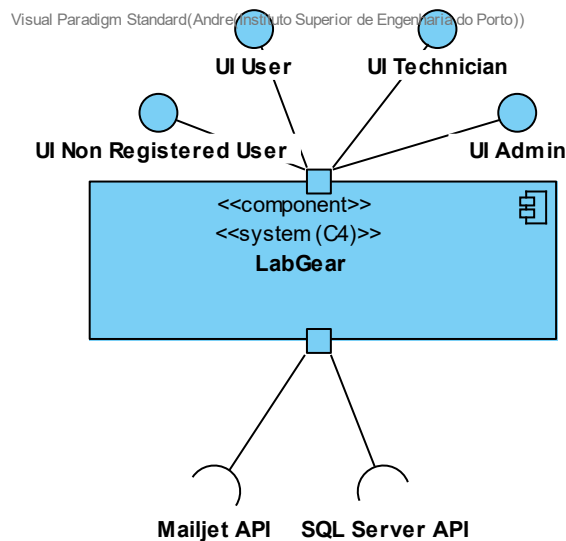 Visual Paradigm Standard(Andre(Instituto Superior de Engenharia do Porto))
UI User
UI Technician
UI Non Registered User
UI Admin
<<component>>
<<system (C4)>>
LabGear
Mailjet API
SQL Server API